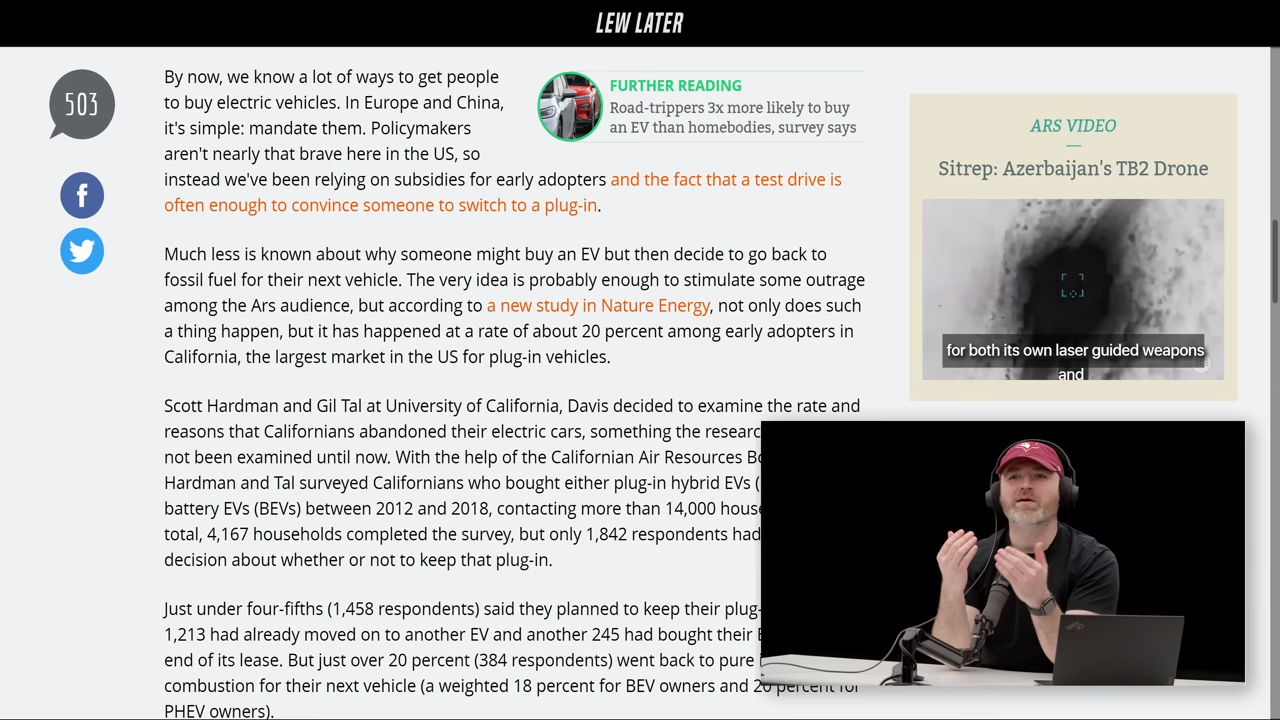 LEW LATER
503
By now, we know a lot of ways to get people
to buy electric vehicles. In Europe and China,
it's simple: mandate them. Policymakers
aren't nearly that brave here in the US, so
instead we've been relying on subsidies for early adopters and the fact that a test drive is
often enough to convince someone to switch to a plug-in.
FURTHER READING
Road-trippers 3x more likely to buy
an EV than homebodies, survey says
Much less is known about why someone might buy an EV but then decide to go back to
fossil fuel for their next vehicle. The very idea is probably enough to stimulate some outrage
among the Ars audience, but according to a new study in Nature Energy, not only does such
a thing happen, but it has happened at a rate of about 20 percent among early adopters in
California, the largest market in the US for plug-in vehicles.
Scott Hardman and Gil Tal at University of California, Davis decided to examine the rate and
reasons that Californians abandoned their electric cars, something the researc
not been examined until now. With the help of the Californian Air Resources Bo
Hardman and Tal surveyed Californians who bought either plug-in hybrid EVs (
battery EVs (BEVs) between 2012 and 2018, contacting more than 14,000 house
total, 4,167 households completed the survey, but only 1,842 respondents had
decision about whether or not to keep that plug-in.
Just under four-fifths (1,458 respondents) said they planned to keep their plug-
1,213 had already moved on to another EV and another 245 had bought their
end of its lease. But just over 20 percent (384 respondents) went back to pure
combustion for their next vehicle (a weighted 18 percent for BEV owners and 20 percent for
PHEV owners).
ARS VIDEO
Sitrep: Azerbaijan's TB2 Drone
for both its own laser guided weapons
and